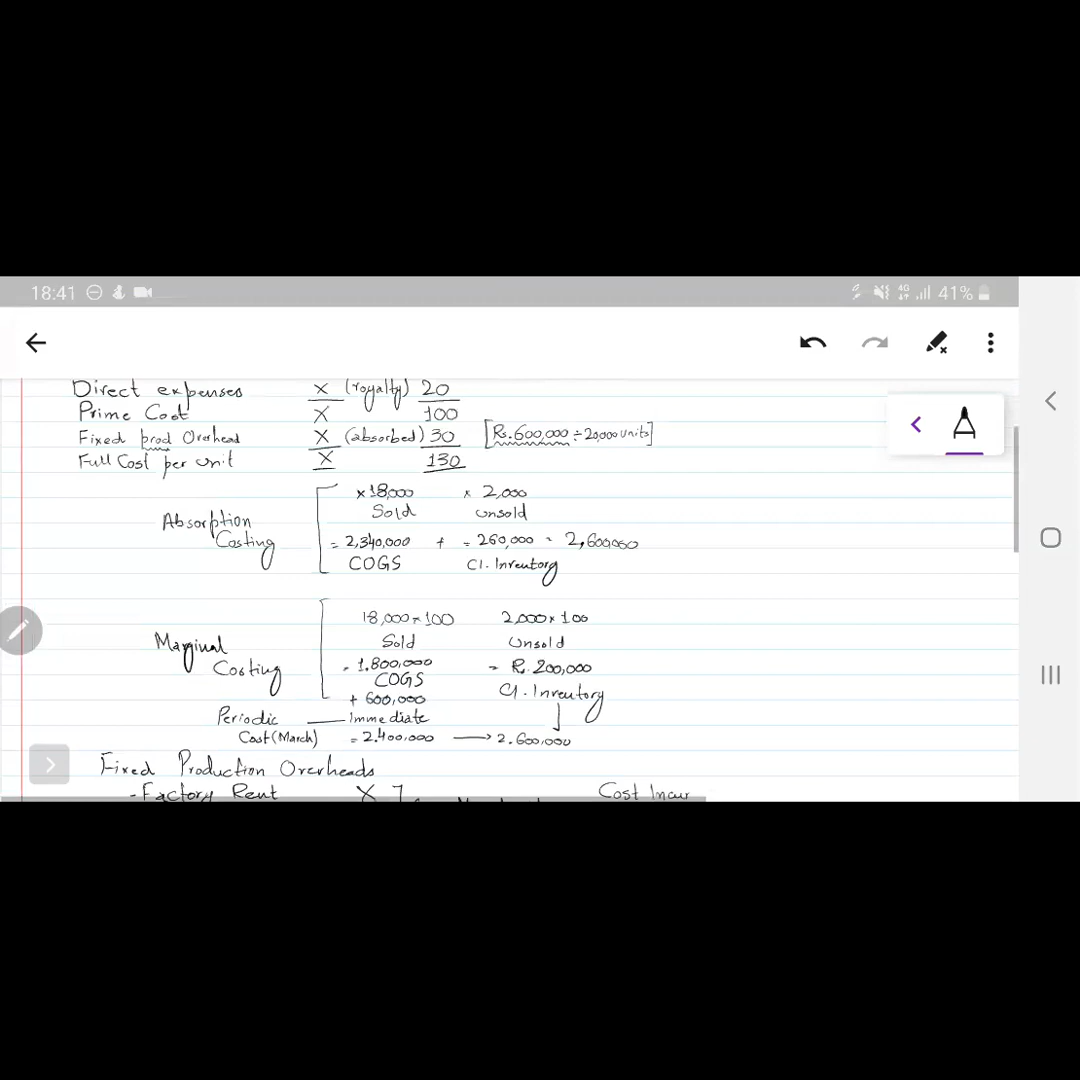 18:41 4G 41%
Direct expenses X (royalty) 20
Prime Cost X 100
Fixed prod Overhead X (absorbed) 30 [Rs.600,000 ÷ 20,000 units]
Full Cost per unit X 130
× 18,000 × 2,000
Absorption Sold Unsold
Costing = 2,340,000 + = 260,000 = 2,600,000
COGS Cl. Inventory
18,000 × 100 2,000 × 100
Marginal Sold Unsold
Costing = 1.800,000 = R. 200,000
COGS Cl. Inventory
+ 600,000
Periodic — Immediate
Cost (March) = 2.400,000 → 2.600,000
Fixed Production Overheads
- Factory Rent X Cost Incur